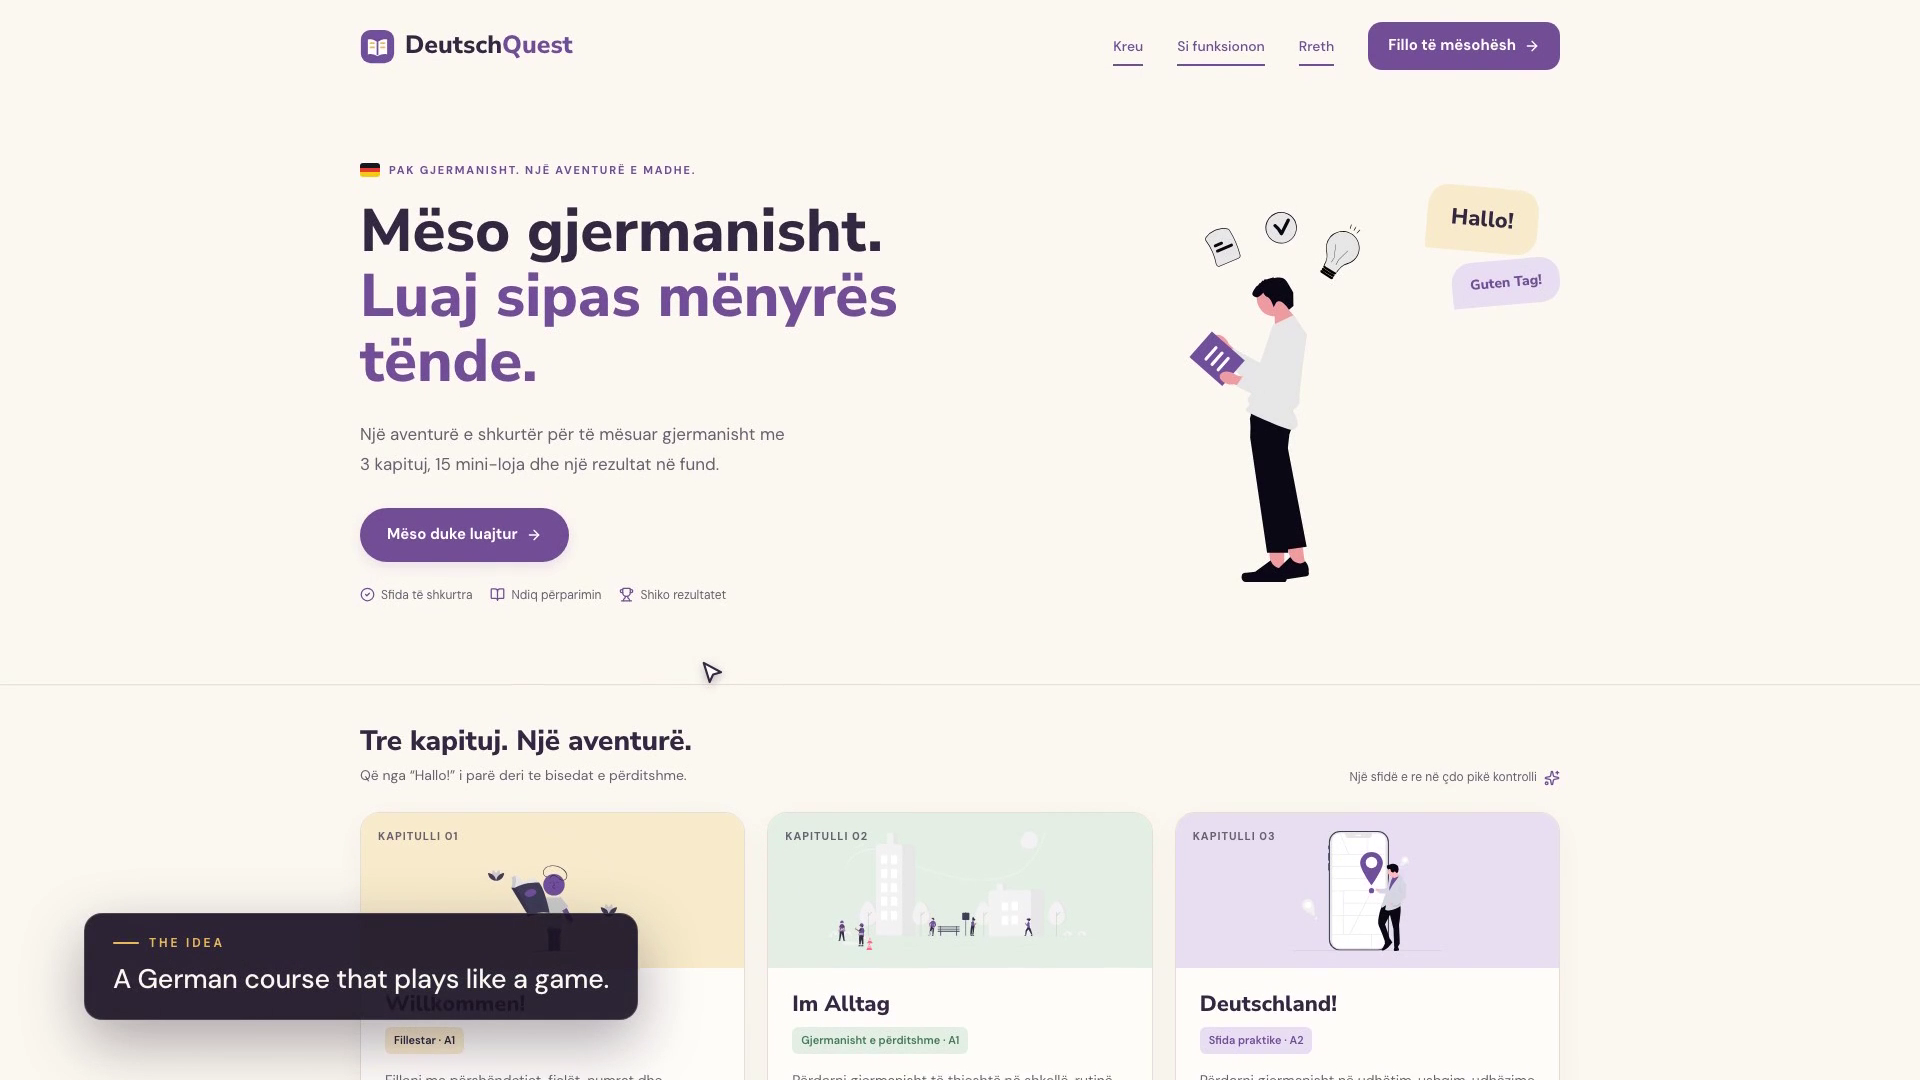 DeutschQuest
Kreu
Si funksionon
Rreth
Fillo të mësohësh
PAK GJERMANISHT. NJË AVENTURË E MADHE.
Mëso gjermanisht.
Luaj sipas mënyrës
tënde.
Një aventurë e shkurtër për të mësuar gjermanisht me
3 kapituj, 15 mini-loja dhe një rezultat në fund.
Mëso duke luajtur
Sfida të shkurtra
Ndiq përparimin
Shiko rezultatet
Hallo!
Guten Tag!
Tre kapituj. Një aventurë.
Që nga “Hallo!” i parë deri te bisedat e përditshme.
Një sfidë e re në çdo pikë kontrolli
KAPITULLI 01
Willkommen!
Fillestar · A1
KAPITULLI 02
Im Alltag
Gjermanisht e përditshme · A1
KAPITULLI 03
Deutschland!
Sfida praktike · A2
THE IDEA
A German course that plays like a game.